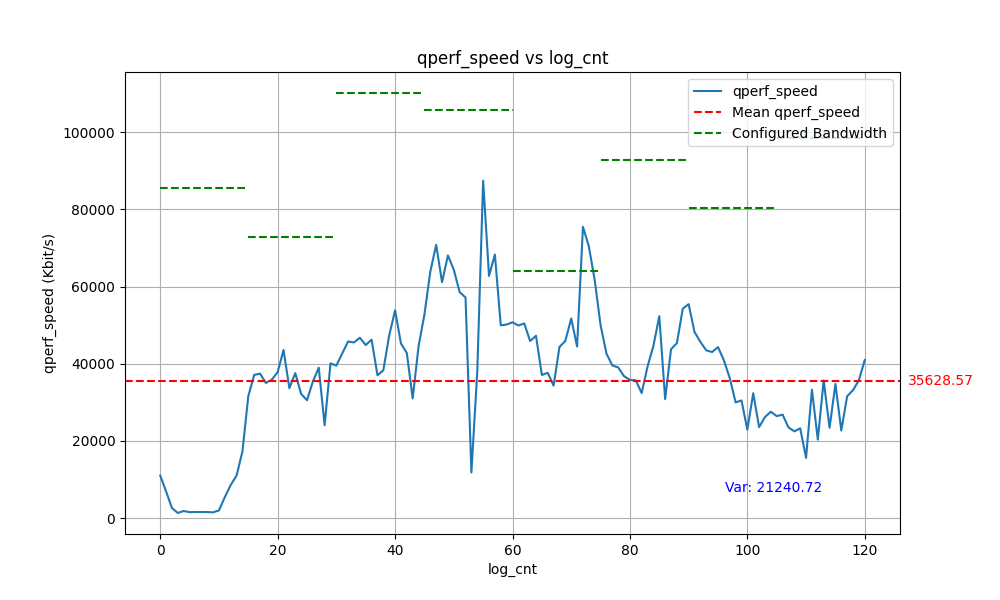 qperf_speed vs log_cnt
qperf_speed
Mean qperf_speed
Configured Bandwidth
qperf_speed (Kbit/s)
100000
80000
60000
40000
20000
0
35628.57
Var: 21240.72
0 20 40 60 80 100 120
log_cnt